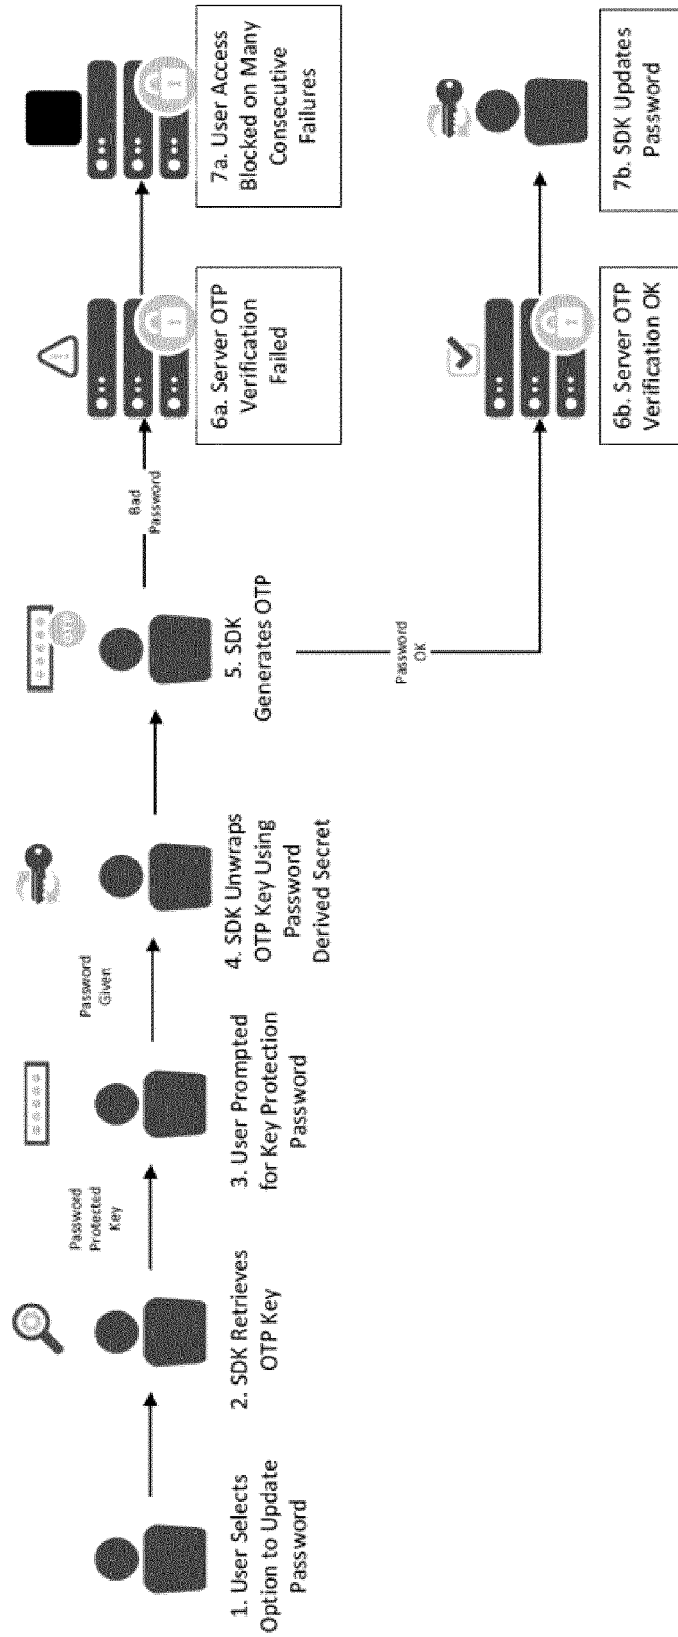 1. User Selects
Option to Update
Password
2. SDK Retrieves
OTP Key
Password
Protected
Key
3. User Prompted
for Key Protection
Password
Password
Given
4. SDK Unwraps
OTP Key Using
Password
Derived Secret
5. SDK
Generates OTP
Bad
Password
6a. Server OTP
Verification
Failed
7a. User Access
Blocked on Many
Consecutive
Failures
Password
OK
6b. Server OTP
Verification OK
7b. SDK Updates
Password